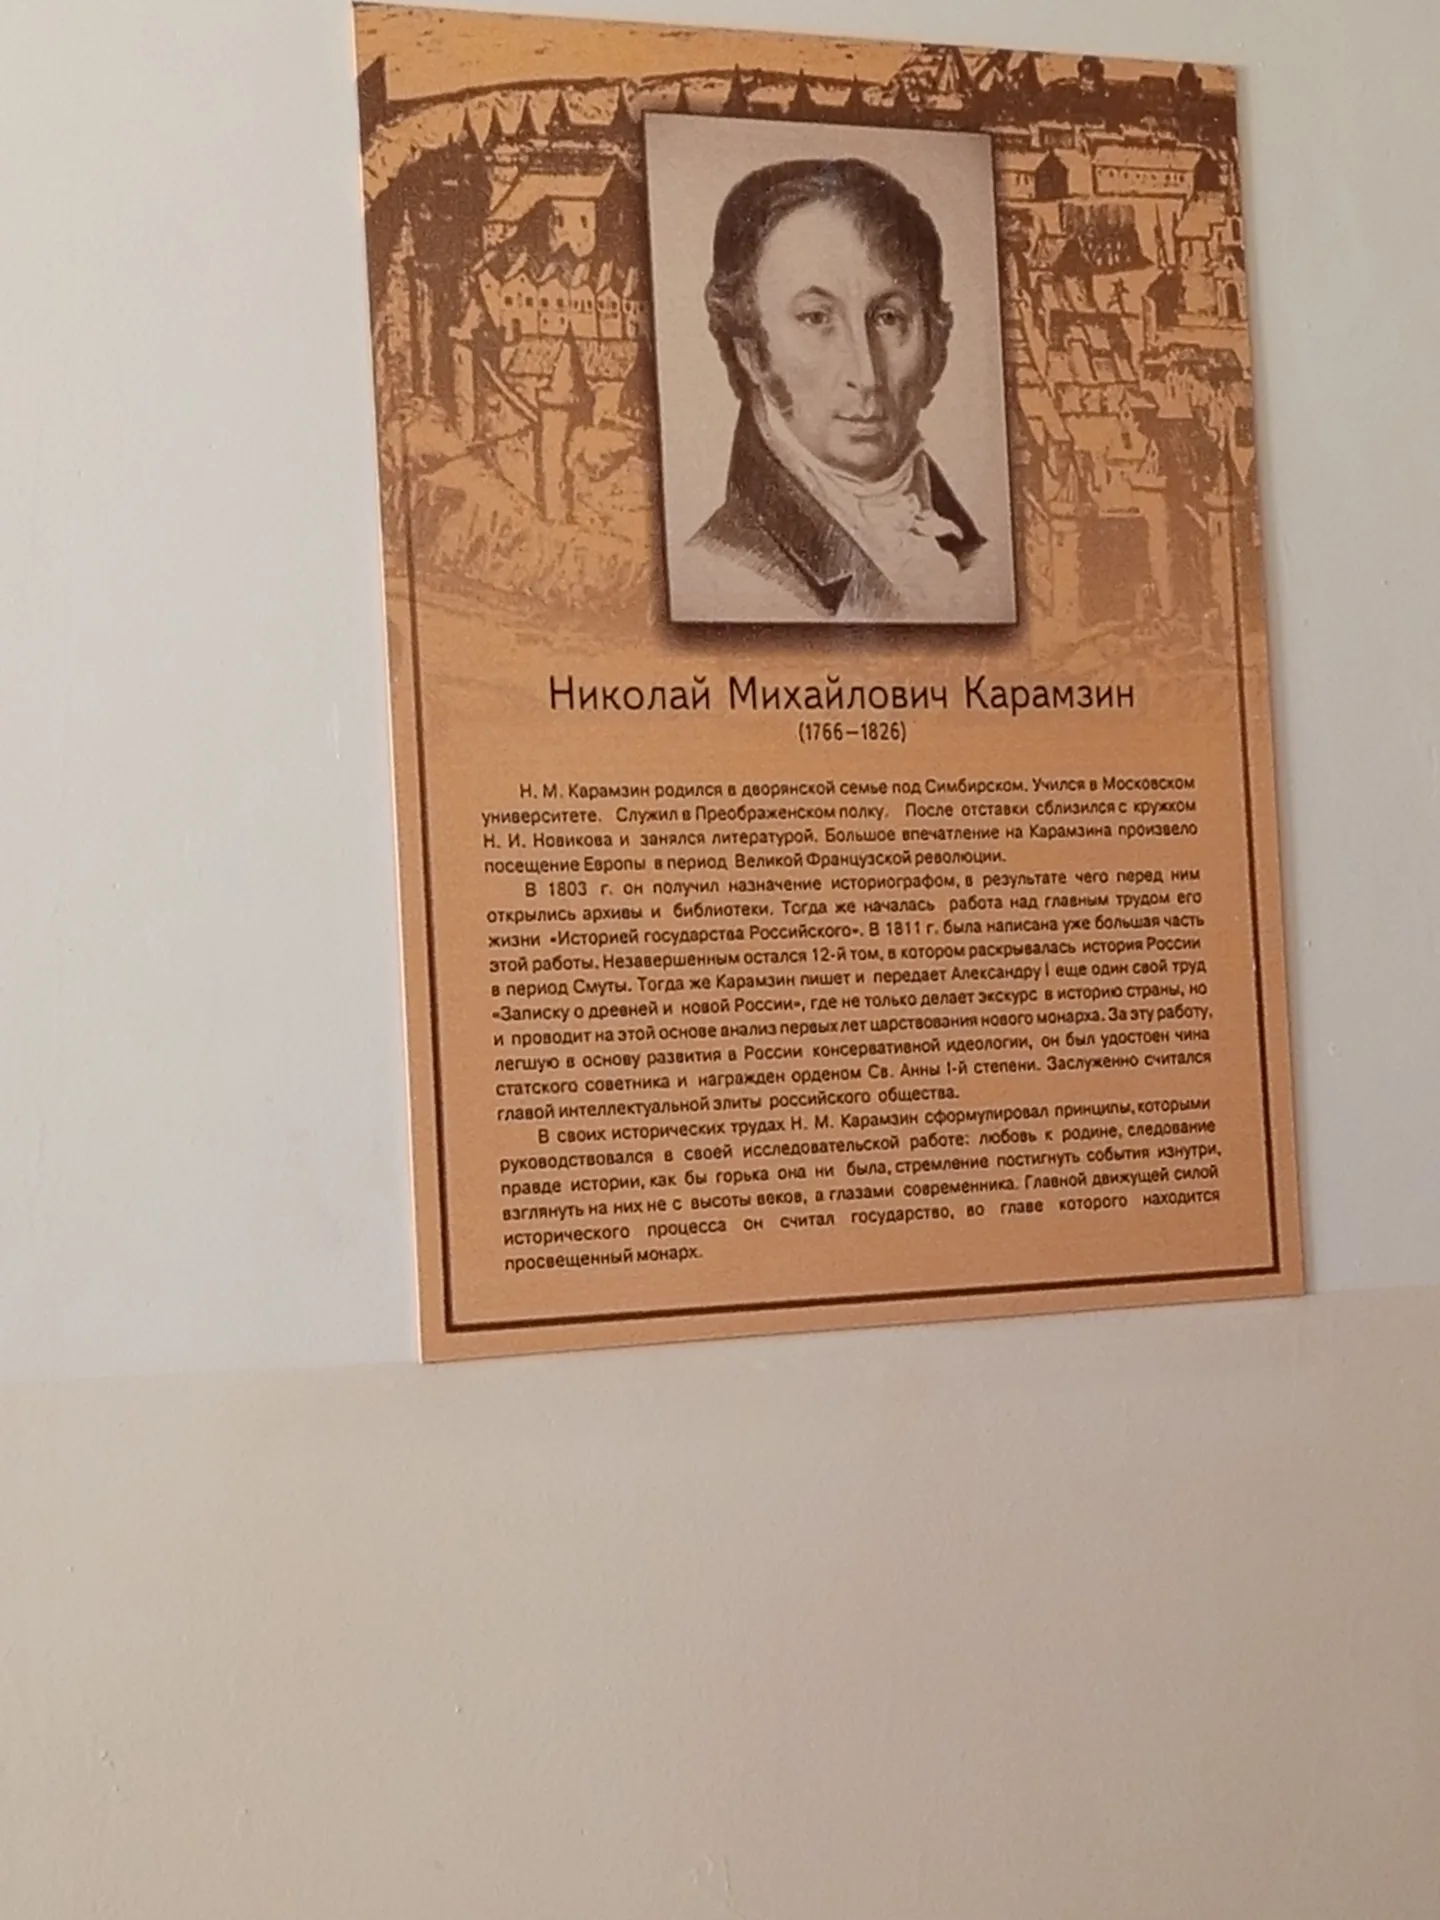 Николай Михайлович Карамзин
(1766–1826)
Н. М. Карамзин родился в дворянской семье под Симбирском. Учился в Московском
университете. Служил в Преображенском полку. После отставки сблизился с кружком
Н. И. Новикова и занялся литературой. Большое впечатление на Карамзина произвело
посещение Европы в период Великой Французской революции.
В 1803 г. он получил назначение историографом, в результате чего перед ним
открылись архивы и библиотеки. Тогда же началась работа над главным трудом его
жизни «Историей государства Российского». В 1811 г. была написана уже большая часть
этой работы. Незавершенным остался 12-й том, в котором раскрывалась история России
в период Смуты. Тогда же Карамзин пишет и передает Александру I еще один свой труд
«Записку о древней и новой России», где не только делает экскурс в историю страны, но
и проводит на этой основе анализ первых лет царствования нового монарха. За эту работу,
легшую в основу развития в России консервативной идеологии, он был удостоен чина
статского советника и награжден орденом Св. Анны I-й степени. Заслуженно считался
главой интеллектуальной элиты российского общества.
В своих исторических трудах Н. М. Карамзин сформулировал принципы, которыми
руководствовался в своей исследовательской работе: любовь к родине, следование
правде истории, как бы горька она ни была, стремление постигнуть события изнутри,
взглянуть на них не с высоты веков, а глазами современника. Главной движущей силой
исторического процесса он считал государство, во главе которого находится
просвещенный монарх.